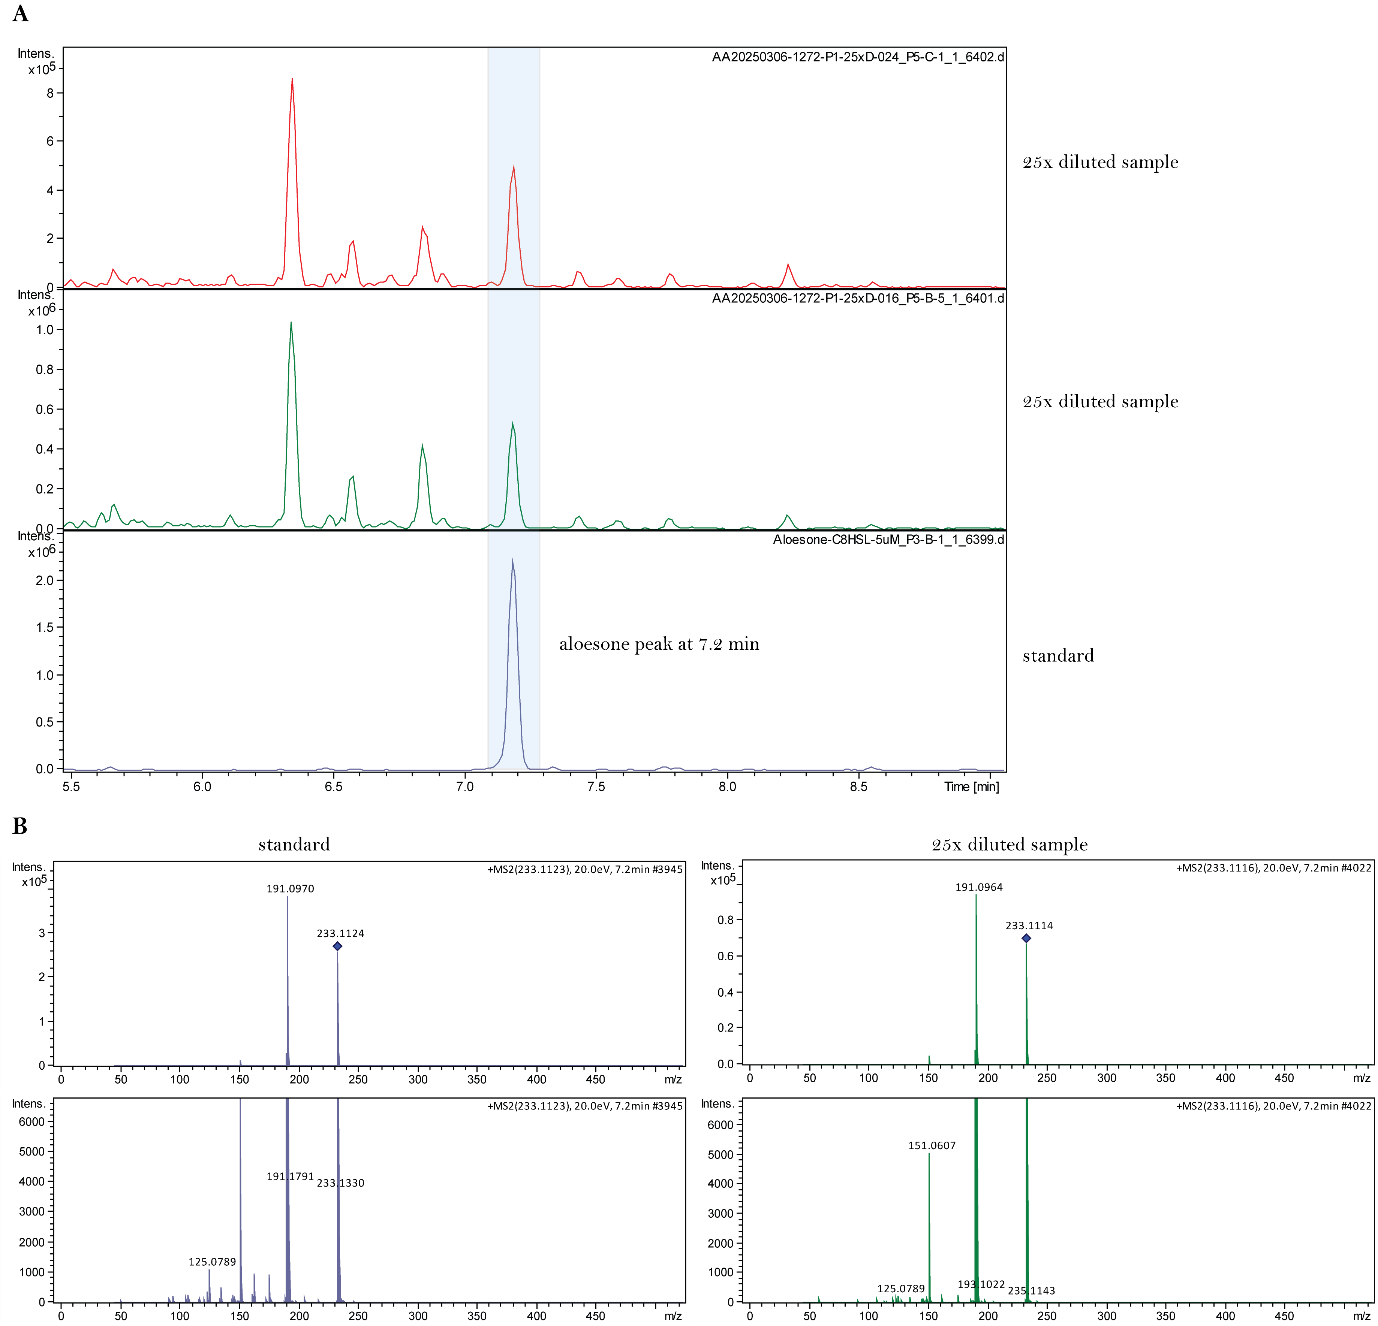 A
Intens.
x105
AA20250306-1272-P1-25xD-024_P5-C-1_1_6402.d
8
6
4
2
0
25x diluted sample
Intens.
x106
AA20250306-1272-P1-25xD-016_P5-B-5_1_6401.d
1.0
0.8
0.6
0.4
0.2
0.0
25x diluted sample
Intens.
x106
Aloesone-C8HSL-5uM_P3-B-1_1_6399.d
2.0
1.5
1.0
0.5
0.0
aloesone peak at 7.2 min
standard
5.5 6.0 6.5 7.0 7.5 8.0 8.5 Time [min]
B
standard
Intens.
x105
+MS2(233.1123), 20.0eV, 7.2min #3945
191.0970
233.1124
3
2
1
0
0 50 100 150 200 250 300 350 400 450 m/z
Intens.
+MS2(233.1123), 20.0eV, 7.2min #3945
6000
5000
4000
3000
2000
1000
0
191.1791
233.1330
125.0789
0 50 100 150 200 250 300 350 400 450 m/z
25x diluted sample
Intens.
x105
+MS2(233.1116), 20.0eV, 7.2min #4022
191.0964
233.1114
0.8
0.6
0.4
0.2
0.0
0 50 100 150 200 250 300 350 400 450 m/z
Intens.
+MS2(233.1116), 20.0eV, 7.2min #4022
6000
5000
4000
3000
2000
1000
0
151.0607
125.0789
193.1022
235.1143
0 50 100 150 200 250 300 350 400 450 m/z